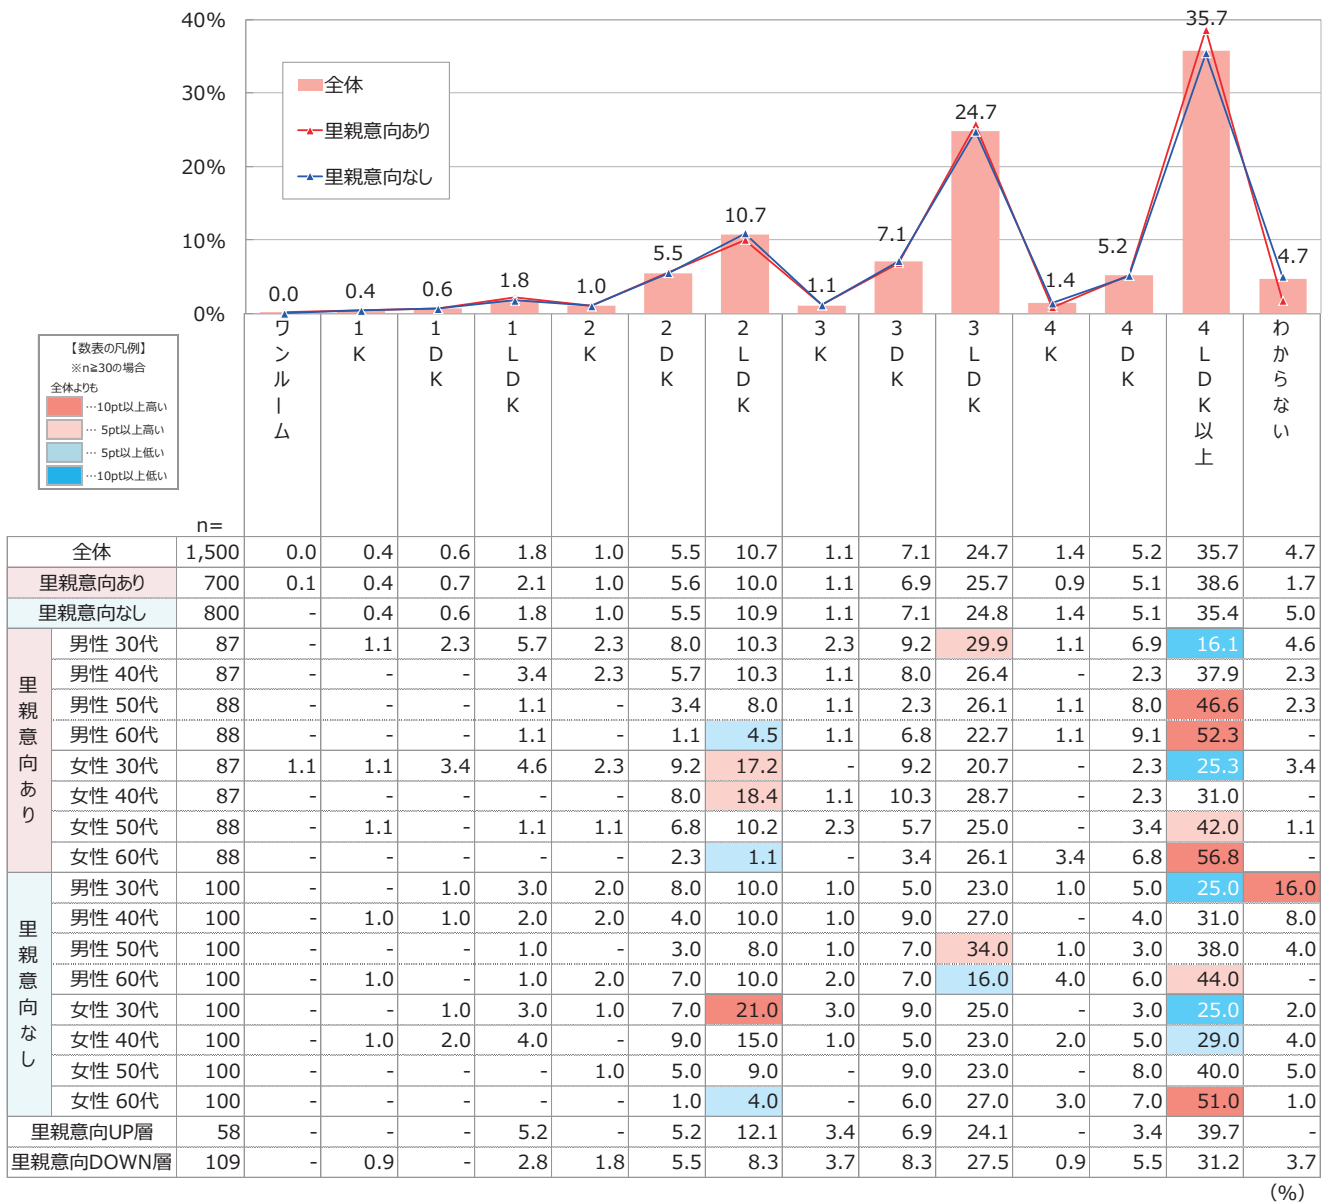 40%
30%
20%
10%
0%
全体
里親意向あり
里親意向なし
0.0
0.4
0.6
1.8
1.0
5.5
10.7
1.1
7.1
24.7
1.4
5.2
35.7
4.7
ワンルーム
1K
1DK
1LDK
2K
2DK
2LDK
3K
3DK
3LDK
4K
4DK
4LDK以上
わからない
【数表の凡例】
※n≧30の場合
全体よりも
…10pt以上高い
… 5pt以上高い
… 5pt以上低い
…10pt以上低い
n=
全体 1,500 0.0 0.4 0.6 1.8 1.0 5.5 10.7 1.1 7.1 24.7 1.4 5.2 35.7 4.7
里親意向あり 700 0.1 0.4 0.7 2.1 1.0 5.6 10.0 1.1 6.9 25.7 0.9 5.1 38.6 1.7
里親意向なし 800 - 0.4 0.6 1.8 1.0 5.5 10.9 1.1 7.1 24.8 1.4 5.1 35.4 5.0
里親意向あり
男性 30代 87 - 1.1 2.3 5.7 2.3 8.0 10.3 2.3 9.2 29.9 1.1 6.9 16.1 4.6
男性 40代 87 - - - 3.4 2.3 5.7 10.3 1.1 8.0 26.4 - 2.3 37.9 2.3
男性 50代 88 - - - 1.1 - 3.4 8.0 1.1 2.3 26.1 1.1 8.0 46.6 2.3
男性 60代 88 - - - 1.1 - 1.1 4.5 1.1 6.8 22.7 1.1 9.1 52.3 -
女性 30代 87 1.1 1.1 3.4 4.6 2.3 9.2 17.2 - 9.2 20.7 - 2.3 25.3 3.4
女性 40代 87 - - - - - 8.0 18.4 1.1 10.3 28.7 - 2.3 31.0 -
女性 50代 88 - 1.1 - 1.1 1.1 6.8 10.2 2.3 5.7 25.0 - 3.4 42.0 1.1
女性 60代 88 - - - - - 2.3 1.1 - 3.4 26.1 3.4 6.8 56.8 -
里親意向なし
男性 30代 100 - - 1.0 3.0 2.0 8.0 10.0 1.0 5.0 23.0 1.0 5.0 25.0 16.0
男性 40代 100 - 1.0 1.0 2.0 2.0 4.0 10.0 1.0 9.0 27.0 - 4.0 31.0 8.0
男性 50代 100 - - - 1.0 - 3.0 8.0 1.0 7.0 34.0 1.0 3.0 38.0 4.0
男性 60代 100 - 1.0 - 1.0 2.0 7.0 10.0 2.0 7.0 16.0 4.0 6.0 44.0 -
女性 30代 100 - - 1.0 3.0 1.0 7.0 21.0 3.0 9.0 25.0 - 3.0 25.0 2.0
女性 40代 100 - 1.0 2.0 4.0 - 9.0 15.0 1.0 5.0 23.0 2.0 5.0 29.0 4.0
女性 50代 100 - - - - 1.0 5.0 9.0 - 9.0 23.0 - 8.0 40.0 5.0
女性 60代 100 - - - - - 1.0 4.0 - 6.0 27.0 3.0 7.0 51.0 1.0
里親意向UP層 58 - - - 5.2 - 5.2 12.1 3.4 6.9 24.1 - 3.4 39.7 -
里親意向DOWN層 109 - 0.9 - 2.8 1.8 5.5 8.3 3.7 8.3 27.5 0.9 5.5 31.2 3.7
(%)